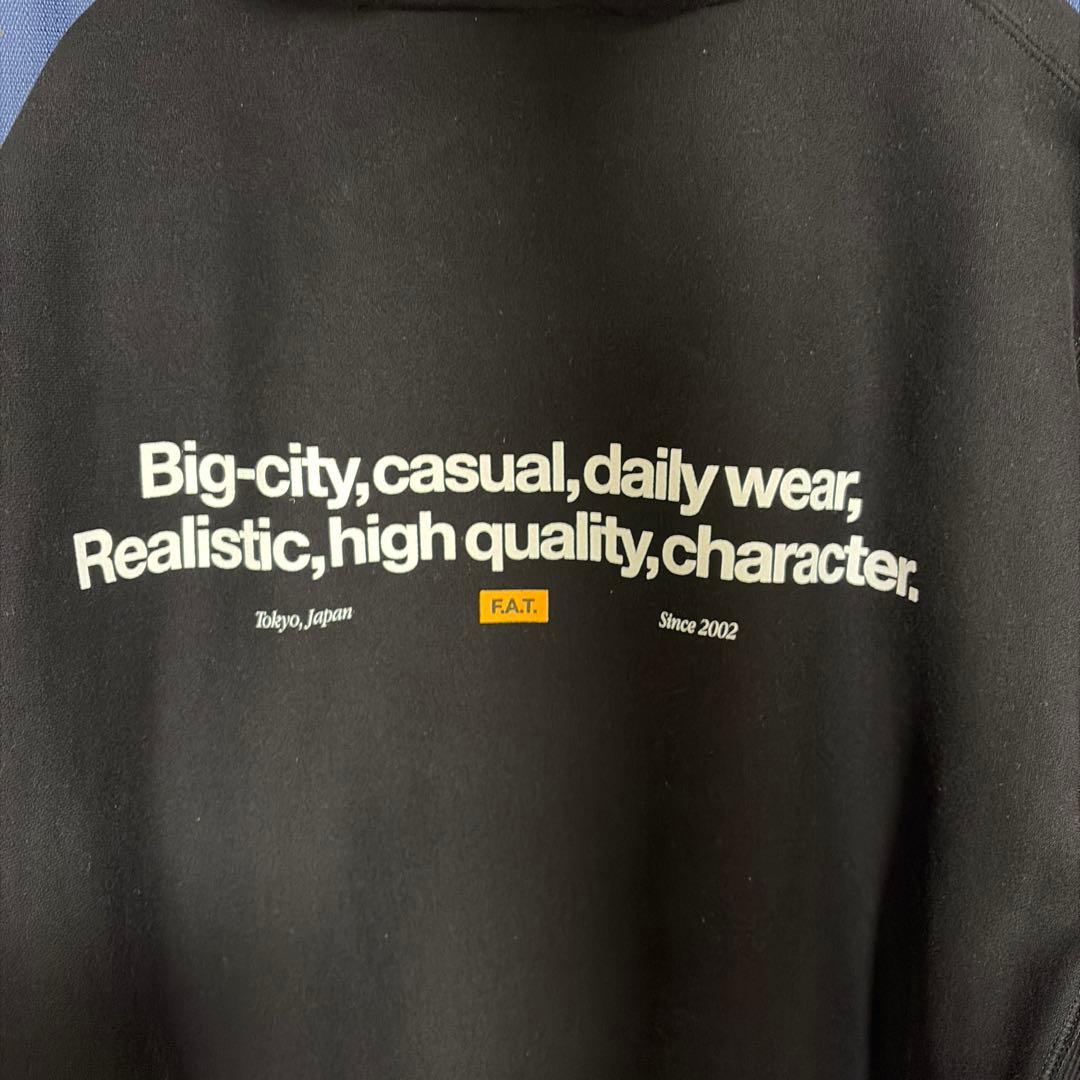 Big-city, casual, daily wear,
Realistic, high quality, character.
Tokyo, Japan F.A.T. Since 2002